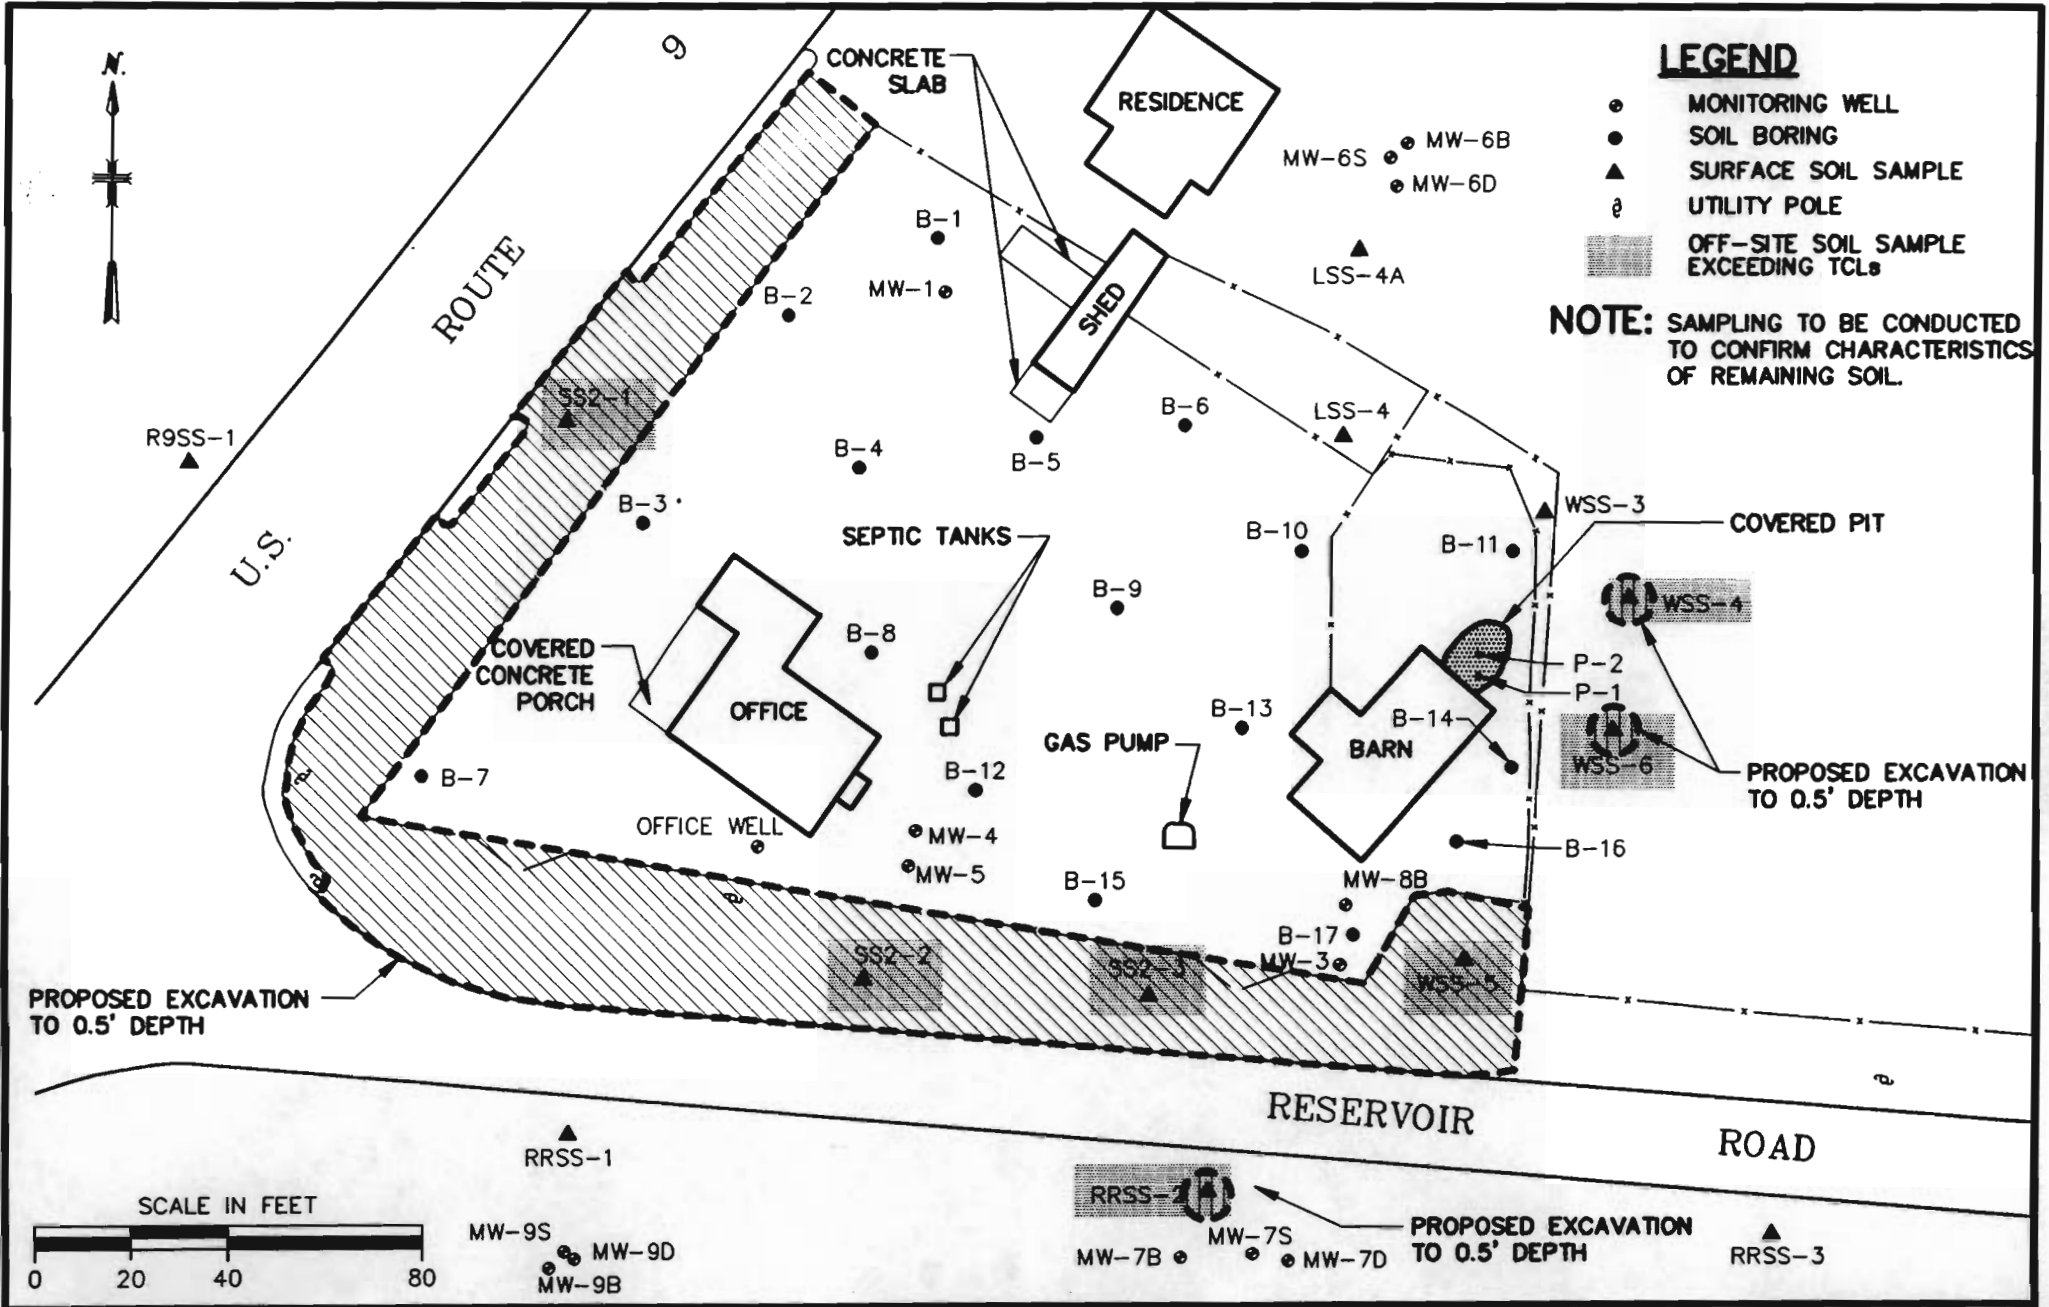 N.
9
CONCRETE
SLAB
RESIDENCE
LEGEND
MONITORING WELL
SOIL BORING
SURFACE SOIL SAMPLE
UTILITY POLE
OFF-SITE SOIL SAMPLE
EXCEEDING TCLs
NOTE: SAMPLING TO BE CONDUCTED
TO CONFIRM CHARACTERISTICS
OF REMAINING SOIL.
MW-6B
MW-6S
MW-6D
B-1
LSS-4A
MW-1
B-2
SHED
ROUTE
SS2-1
B-6
LSS-4
R9SS-1
B-4
B-5
B-3
WSS-3
COVERED PIT
SEPTIC TANKS
B-10
B-11
U.S.
B-9
WSS-4
B-8
COVERED
CONCRETE
PORCH
P-2
P-1
OFFICE
B-13
B-14
GAS PUMP
BARN
WSS-6
B-7
B-12
PROPOSED EXCAVATION
TO 0.5' DEPTH
OFFICE WELL
MW-4
B-16
MW-5
B-15
MW-8B
B-17
SS2-2
SS2-3
MW-3
WSS-5
PROPOSED EXCAVATION
TO 0.5' DEPTH
RESERVOIR
ROAD
RRSS-1
RRSS-2
SCALE IN FEET
PROPOSED EXCAVATION
TO 0.5' DEPTH
MW-9S
MW-9D
MW-9B
MW-7S
MW-7B
MW-7D
RRSS-3
0 20 40 80